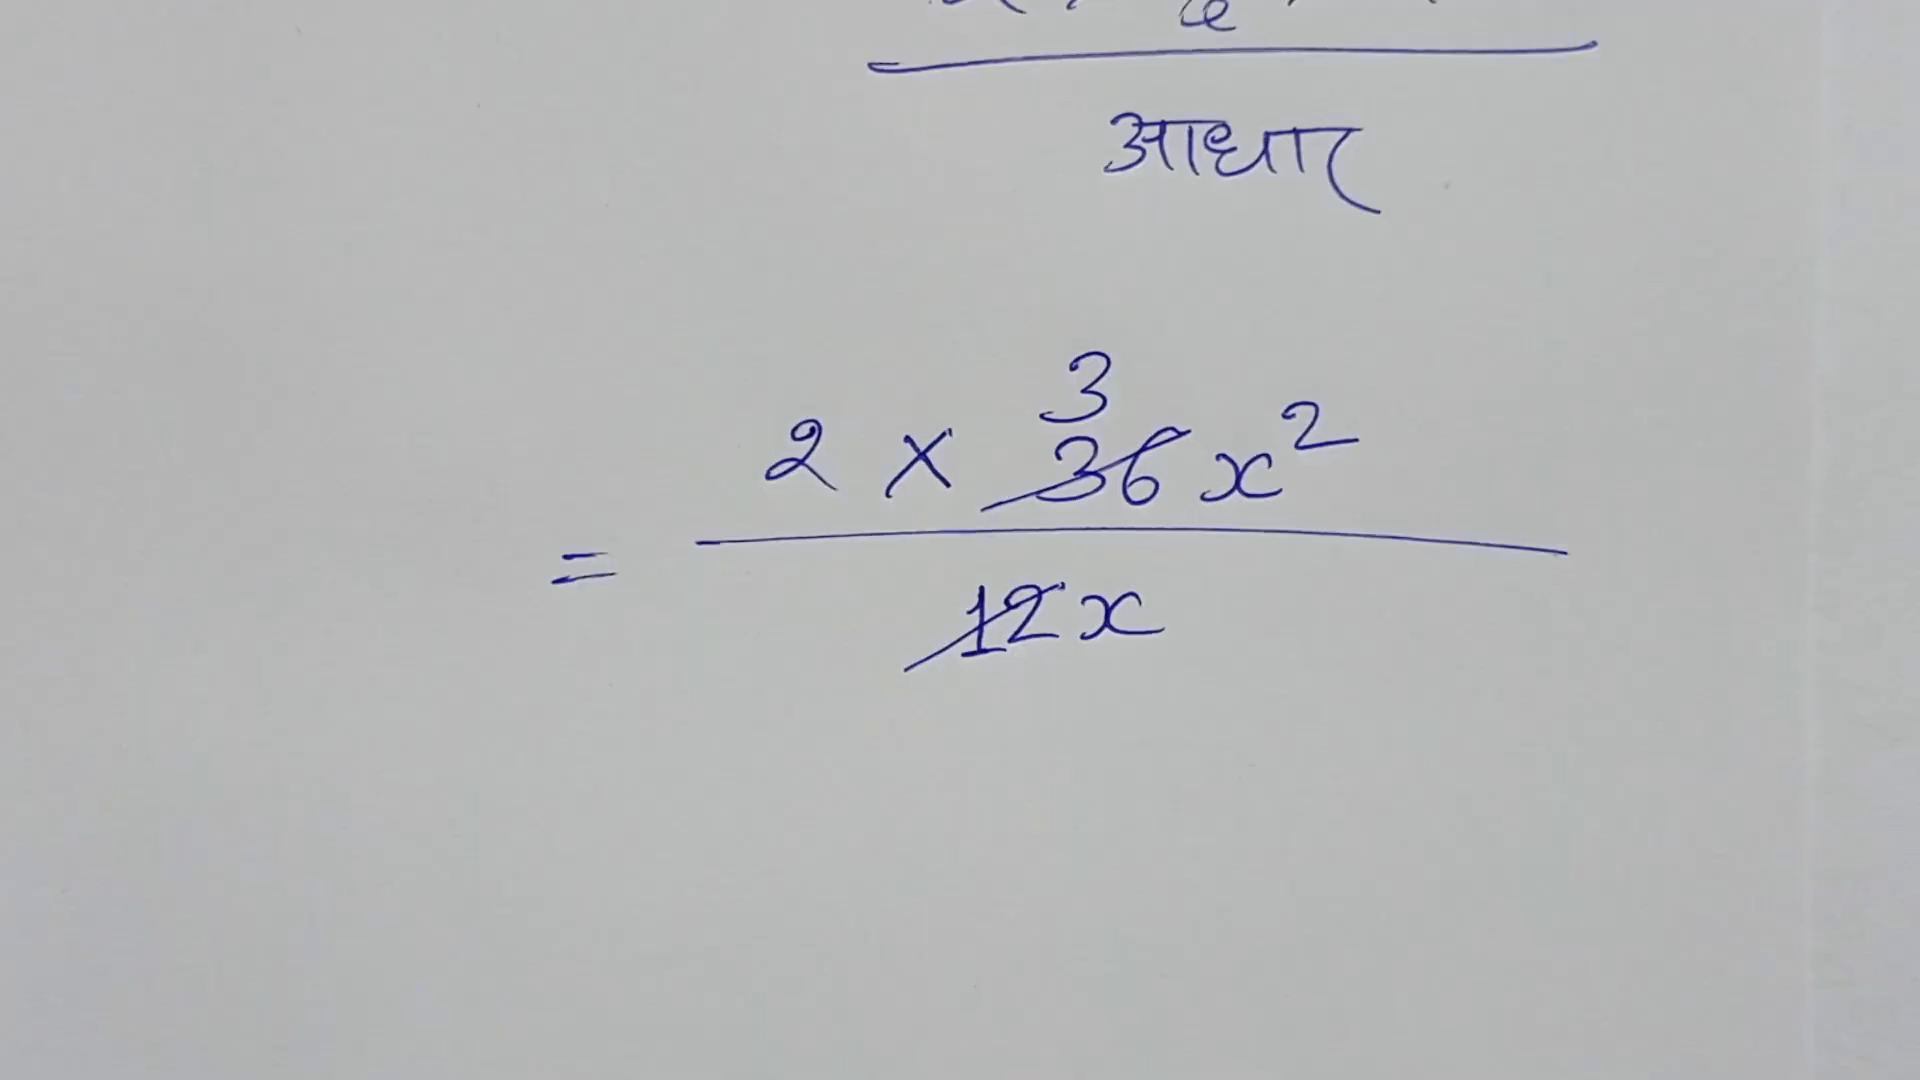 आधार
3
2 × 36x²
=
12x